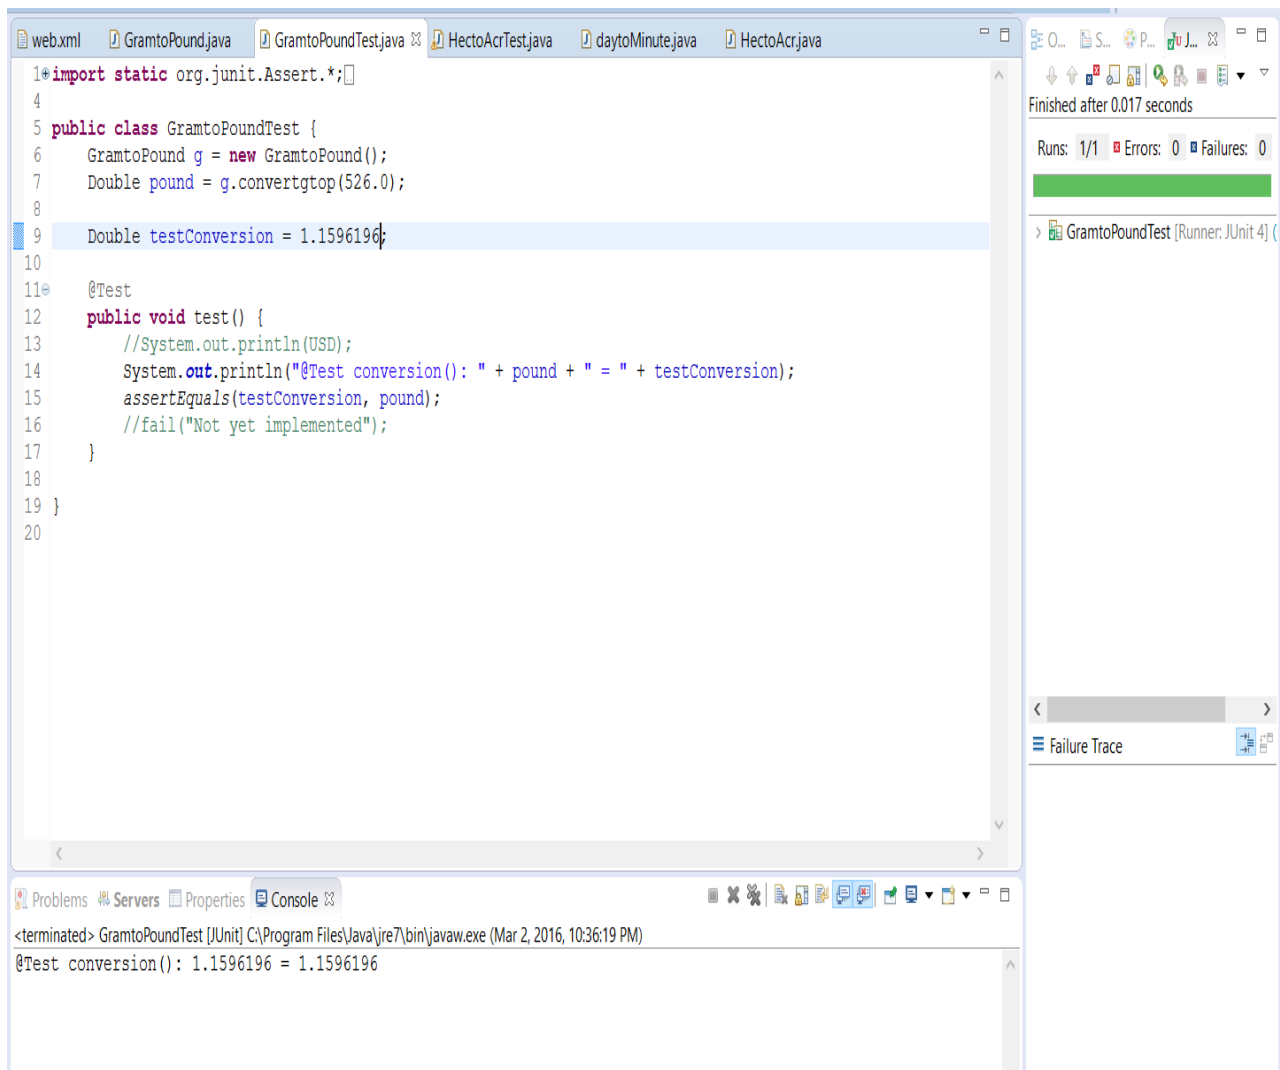 web.xml GramtoPound.java GramtoPoundTest.java HectoAcrTest.java daytoMinute.java HectoAcr.java
1 import static org.junit.Assert.*;
4
5 public class GramtoPoundTest {
6 GramtoPound g = new GramtoPound();
7 Double pound = g.convertgtop(526.0);
8
9 Double testConversion = 1.1596196;
10
11 @Test
12 public void test() {
13 //System.out.println(USD);
14 System.out.println("@Test conversion(): " + pound + " = " + testConversion);
15 assertEquals(testConversion, pound);
16 //fail("Not yet implemented");
17 }
18
19 }
20
O... S... P... J...
Finished after 0.017 seconds
Runs: 1/1 Errors: 0 Failures: 0
GramtoPoundTest [Runner: JUnit 4] (
Failure Trace
Problems Servers Properties Console
<terminated> GramtoPoundTest [JUnit] C:\Program Files\Java\jre7\bin\javaw.exe (Mar 2, 2016, 10:36:19 PM)
@Test conversion(): 1.1596196 = 1.1596196